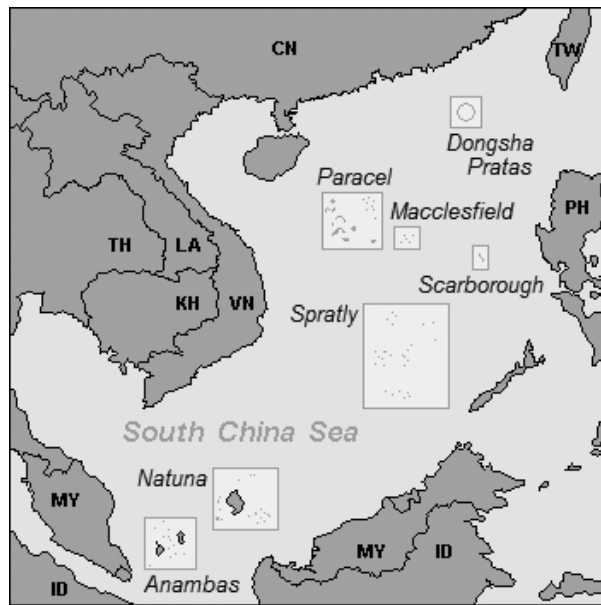 CN
TW
Dongsha
Pratas
Paracel
Macclesfield
PH
TH
LA
Scarborough
KH
VN
Spratly
South China Sea
Natuna
MY
MY
ID
Anambas
ID